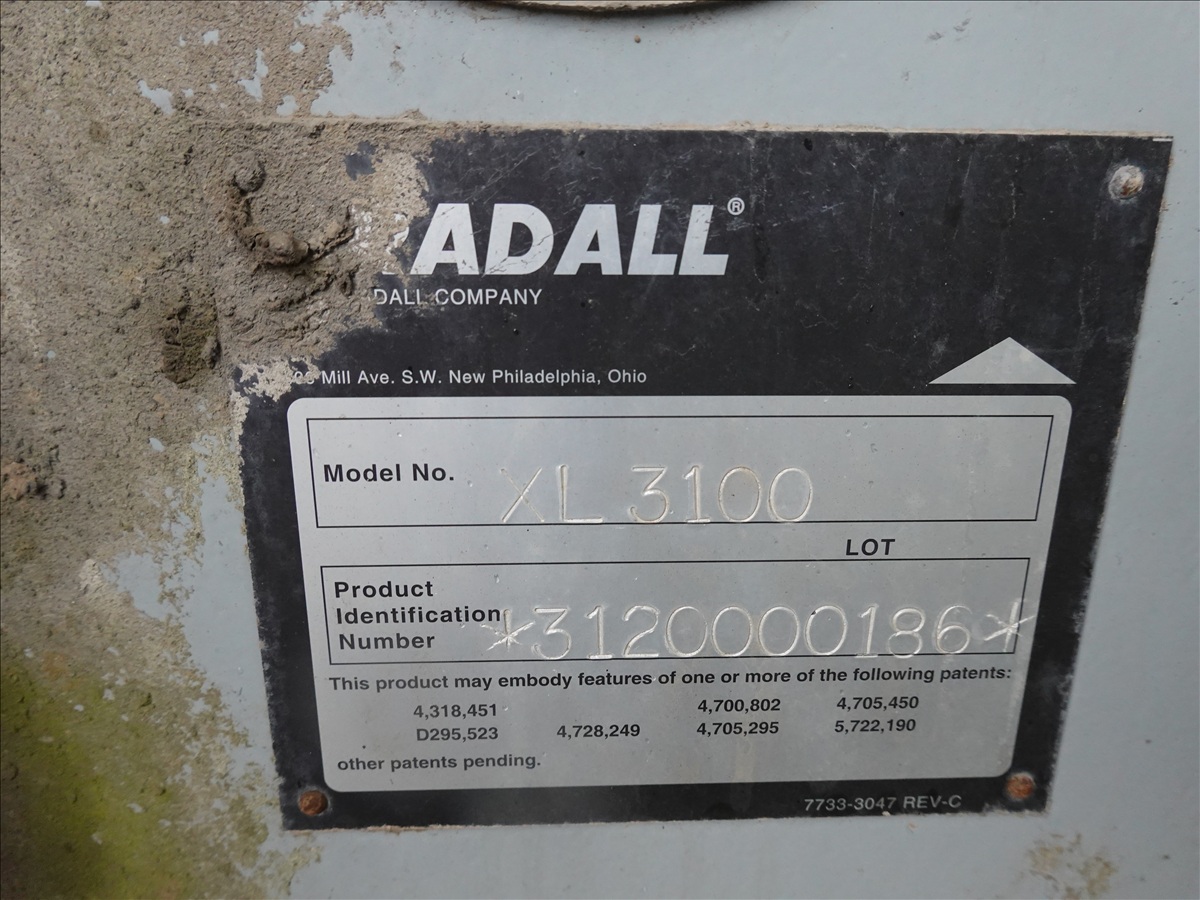 RADALL®
DALL COMPANY
Mill Ave. S.W. New Philadelphia, Ohio
Model No. XL 3100
LOT
Product
Identification
Number *3120000186*
This product may embody features of one or more of the following patents:
4,318,451 4,700,802 4,705,450
D295,523 4,728,249 4,705,295 5,722,190
other patents pending.
7733-3047 REV-C